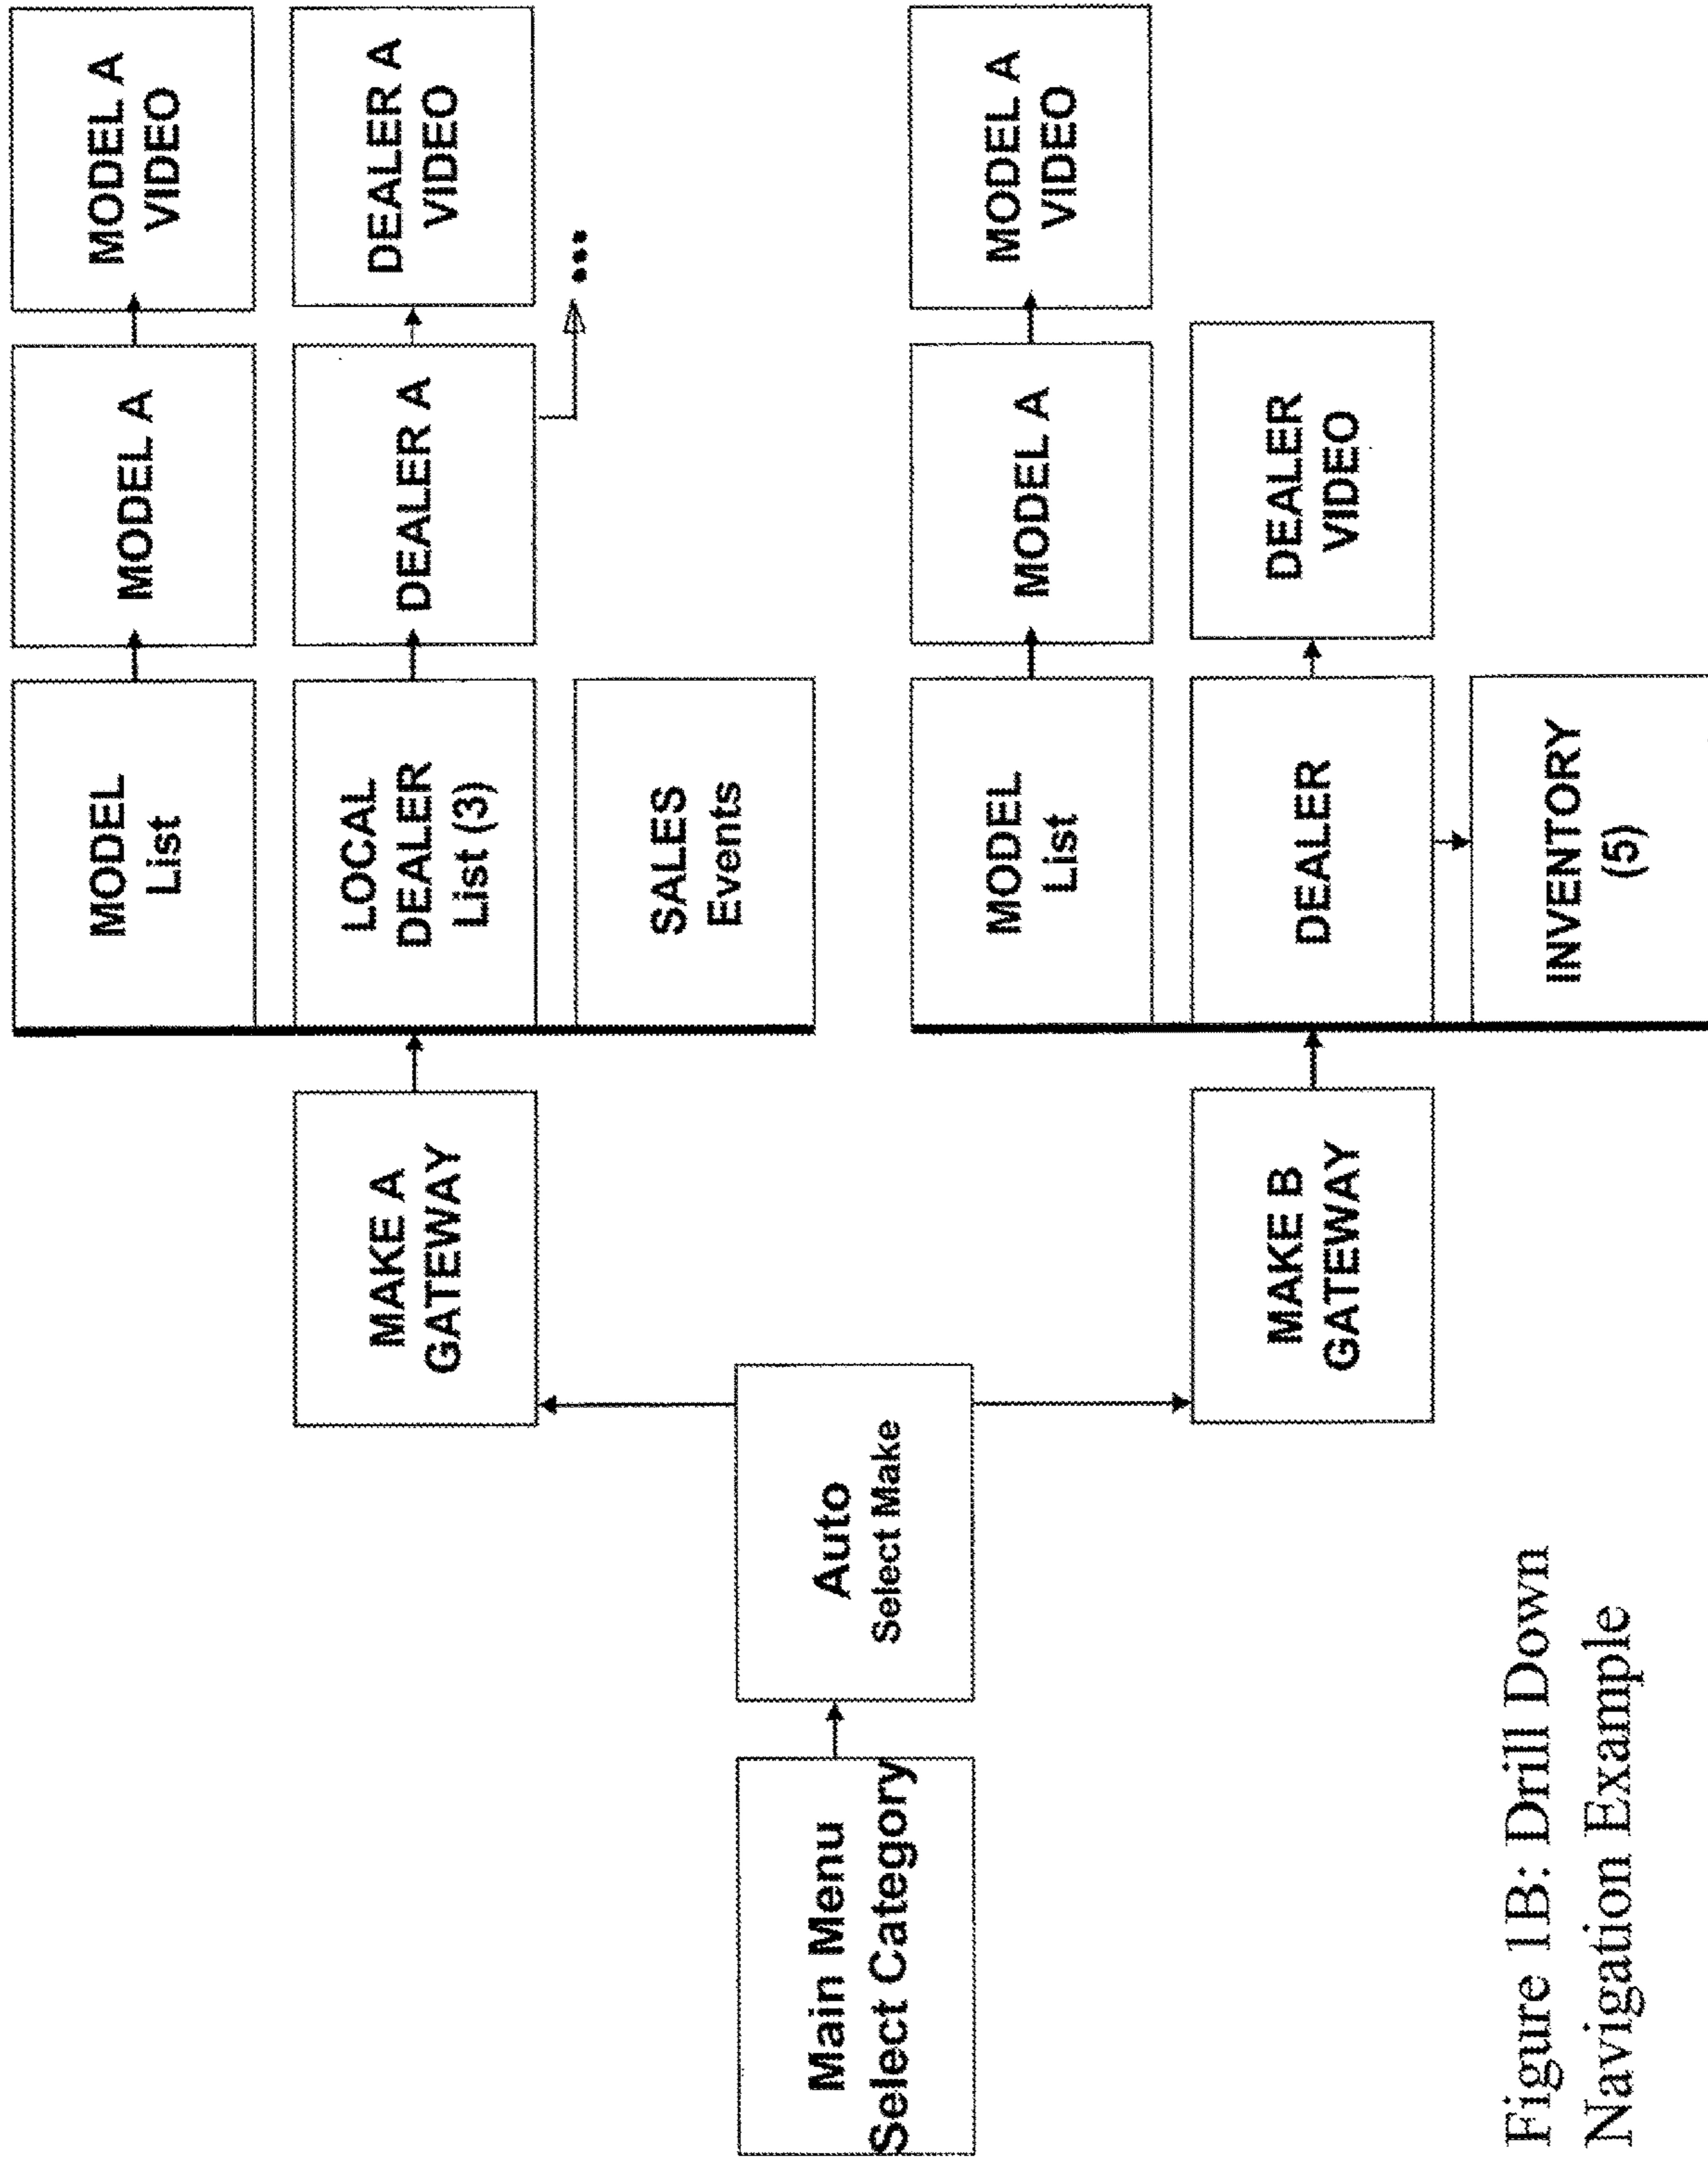 Main Menu
Select Category
Auto
Select Make
MAKE A
GATEWAY
MODEL
List
MODEL A
MODEL A
VIDEO
LOCAL
DEALER
List (3)
DEALER A
DEALER A
VIDEO
...
SALES
Events
MAKE B
GATEWAY
MODEL
List
MODEL A
MODEL A
VIDEO
DEALER
DEALER
VIDEO
INVENTORY
(5)
Figure 1B: Drill Down
Navigation Example